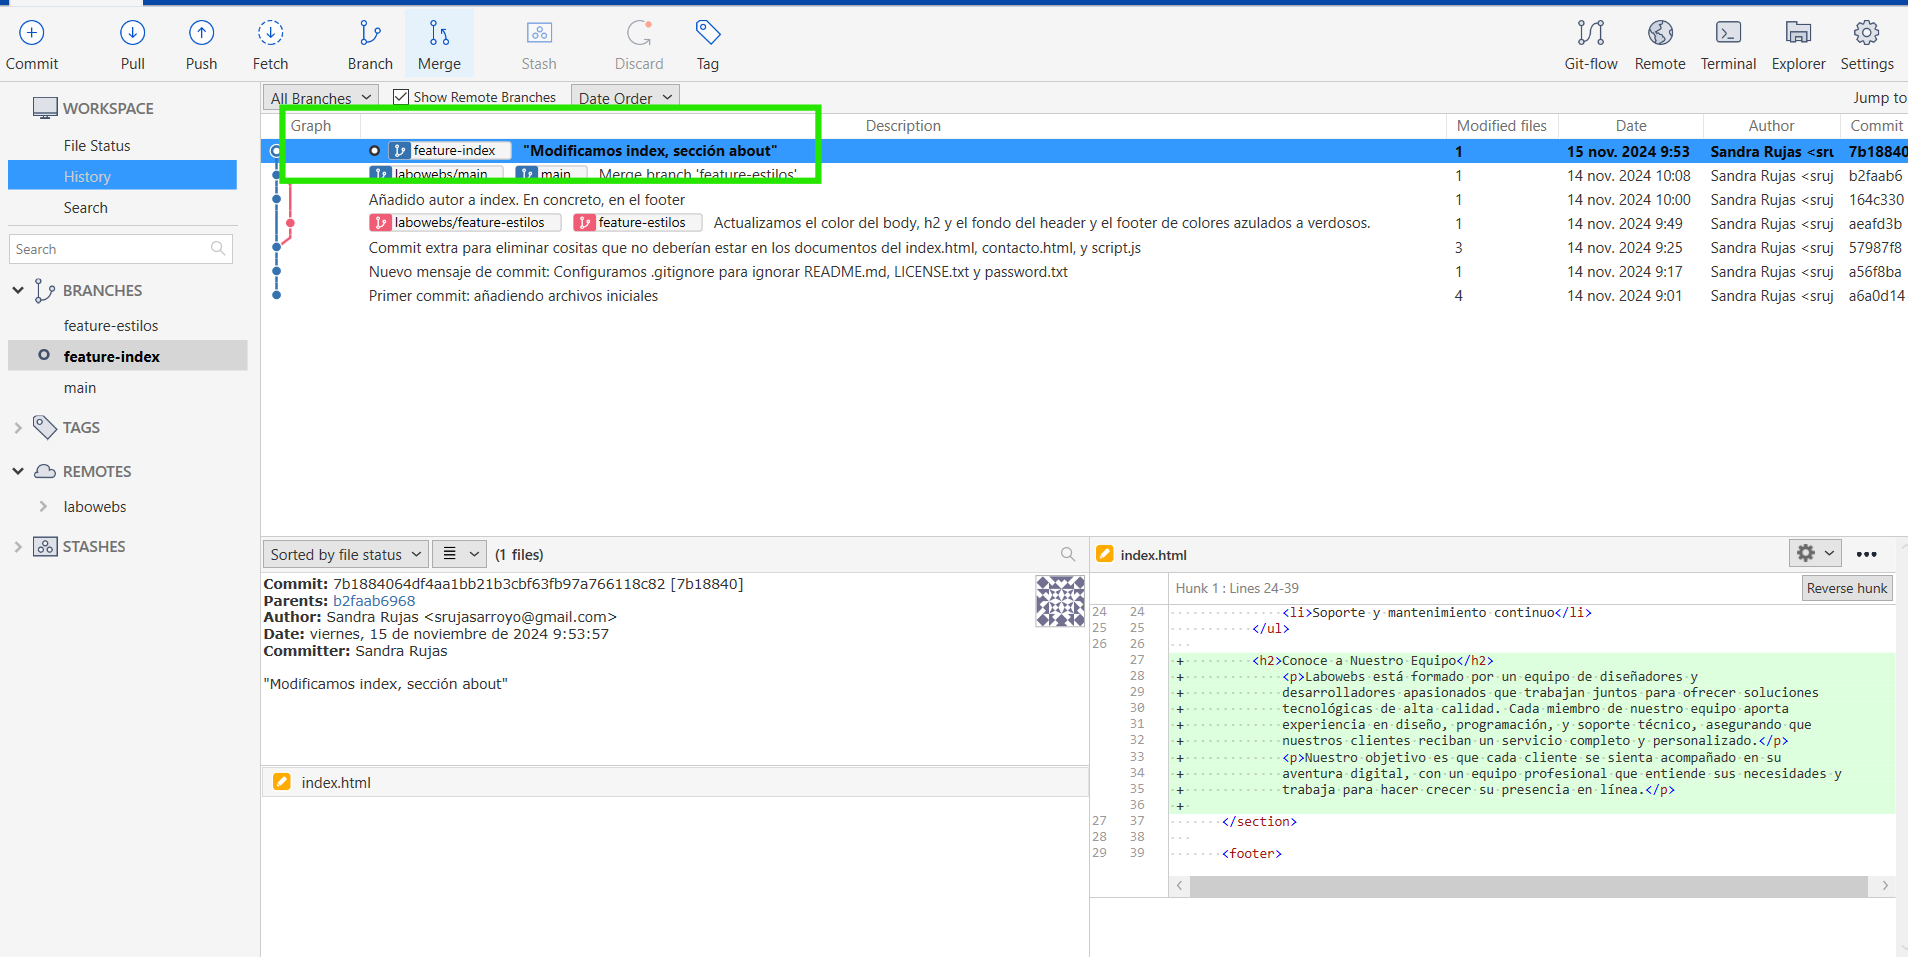 Commit Pull Push Fetch Branch Merge Stash Discard Tag Git-flow Remote Terminal Explorer Settings
WORKSPACE
File Status
History
Search
Search
BRANCHES
feature-estilos
feature-index
main
TAGS
REMOTES
labowebs
STASHES
All Branches Show Remote Branches Date Order Jump to
Graph Description Modified files Date Author Commit
feature-index "Modificamos index, sección about" 1 15 nov. 2024 9:53 Sandra Rujas <sruj 7b18840
labowebs/main main Merge branch 'feature-estilos' 1 14 nov. 2024 10:08 Sandra Rujas <sruj b2faab6
Añadido autor a index. En concreto, en el footer 1 14 nov. 2024 10:00 Sandra Rujas <sruj 164c330
labowebs/feature-estilos feature-estilos Actualizamos el color del body, h2 y el fondo del header y el footer de colores azulados a verdosos. 1 14 nov. 2024 9:49 Sandra Rujas <sruj aeafd3b
Commit extra para eliminar cositas que no deberían estar en los documentos del index.html, contacto.html, y script.js 3 14 nov. 2024 9:25 Sandra Rujas <sruj 57987f8
Nuevo mensaje de commit: Configuramos .gitignore para ignorar README.md, LICENSE.txt y password.txt 1 14 nov. 2024 9:17 Sandra Rujas <sruj a56f8ba
Primer commit: añadiendo archivos iniciales 4 14 nov. 2024 9:01 Sandra Rujas <sruj a6a0d14
Sorted by file status (1 files)
Commit: 7b1884064df4aa1bb21b3cbf63fb97a766118c82 [7b18840]
Parents: b2faab6968
Author: Sandra Rujas <srujasarroyo@gmail.com>
Date: viernes, 15 de noviembre de 2024 9:53:57
Committer: Sandra Rujas
"Modificamos index, sección about"
index.html
index.html
Hunk 1 : Lines 24-39 Reverse hunk
24 24 <li>Soporte y mantenimiento continuo</li>
25 25 </ul>
26 26
27 + <h2>Conoce a Nuestro Equipo</h2>
28 + <p>Labowebs está formado por un equipo de diseñadores y
29 + desarrolladores apasionados que trabajan juntos para ofrecer soluciones
30 + tecnológicas de alta calidad. Cada miembro de nuestro equipo aporta
31 + experiencia en diseño, programación, y soporte técnico, asegurando que
32 + nuestros clientes reciban un servicio completo y personalizado.</p>
33 + <p>Nuestro objetivo es que cada cliente se sienta acompañado en su
34 + aventura digital, con un equipo profesional que entiende sus necesidades y
35 + trabaja para hacer crecer su presencia en línea.</p>
36 +
27 37 </section>
28 38
29 39 <footer>